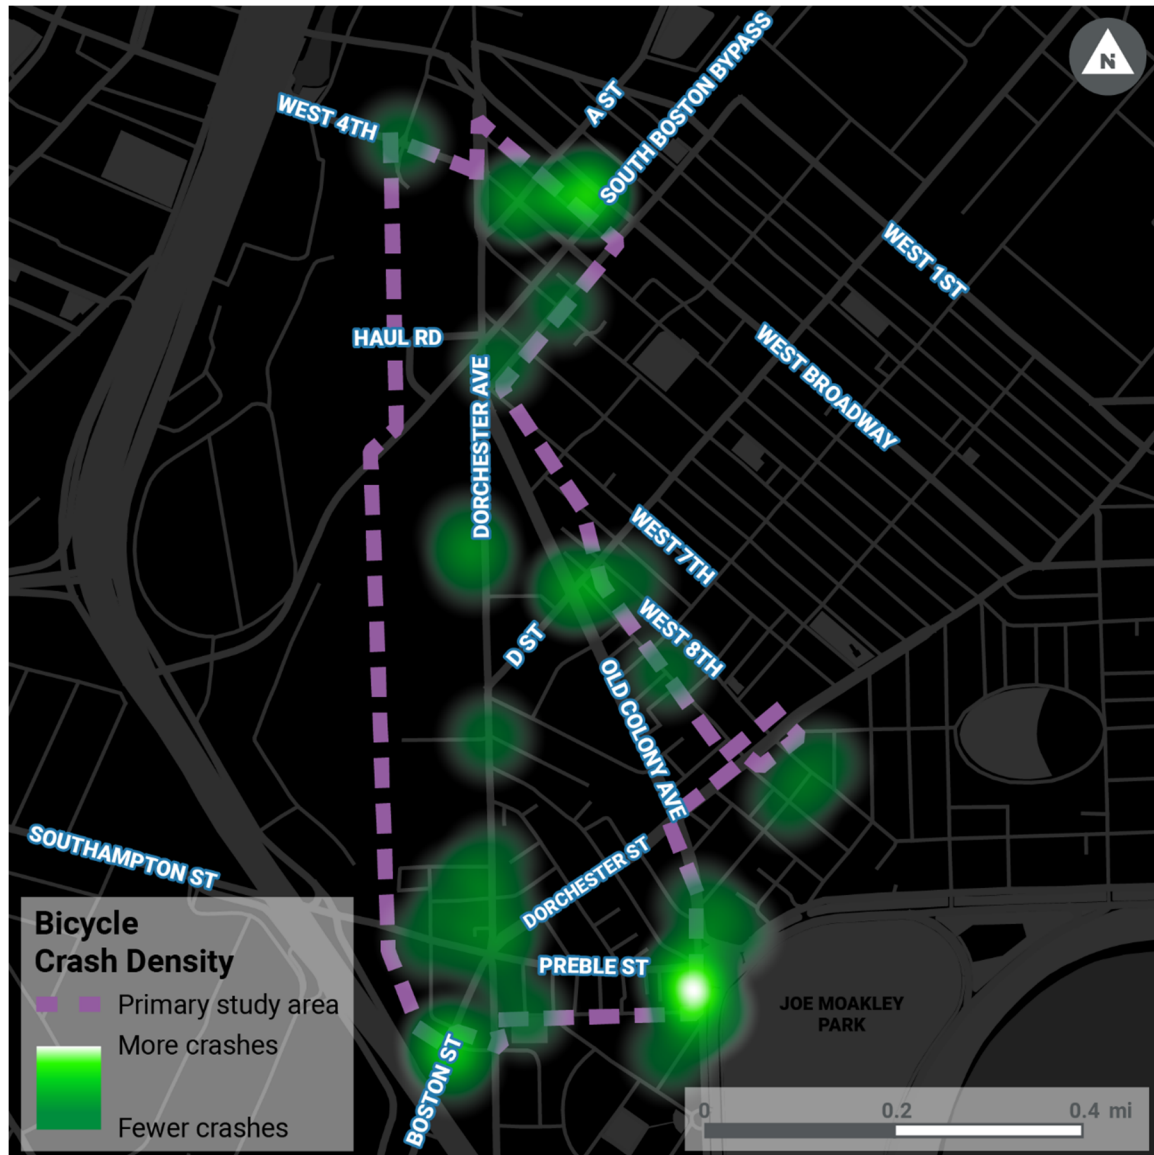 A ST
SOUTH BOSTON BYPASS
N
WEST 4TH
WEST 1ST
HAUL RD
WEST BROADWAY
DORCHESTER AVE
WEST 7TH
D ST
WEST 8TH
OLD COLONY AVE
SOUTHAMPTON ST
DORCHESTER ST
PREBLE ST
JOE MOAKLEY
PARK
BOSTON ST
Bicycle
Crash Density
Primary study area
More crashes
Fewer crashes
0 0.2 0.4 mi